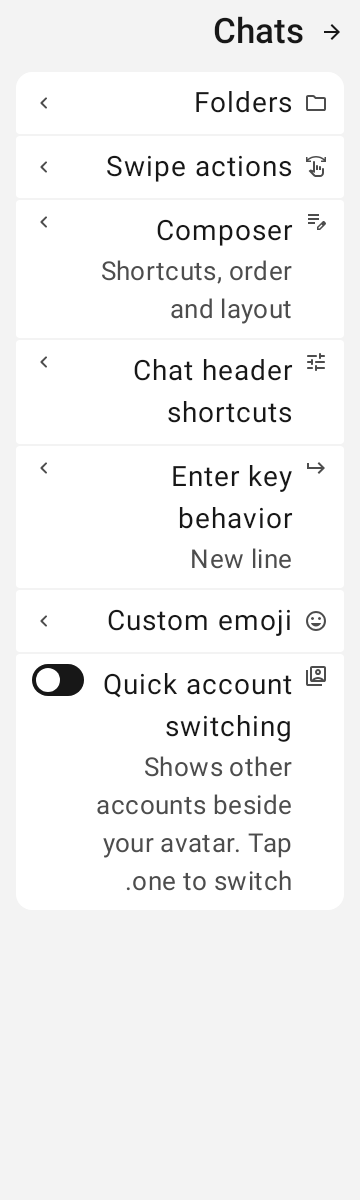 Chats
Folders
Swipe actions
Composer
Shortcuts, order
and layout
Chat header
shortcuts
Enter key
behavior
New line
Custom emoji
Quick account
switching
Shows other
accounts beside
your avatar. Tap
.one to switch